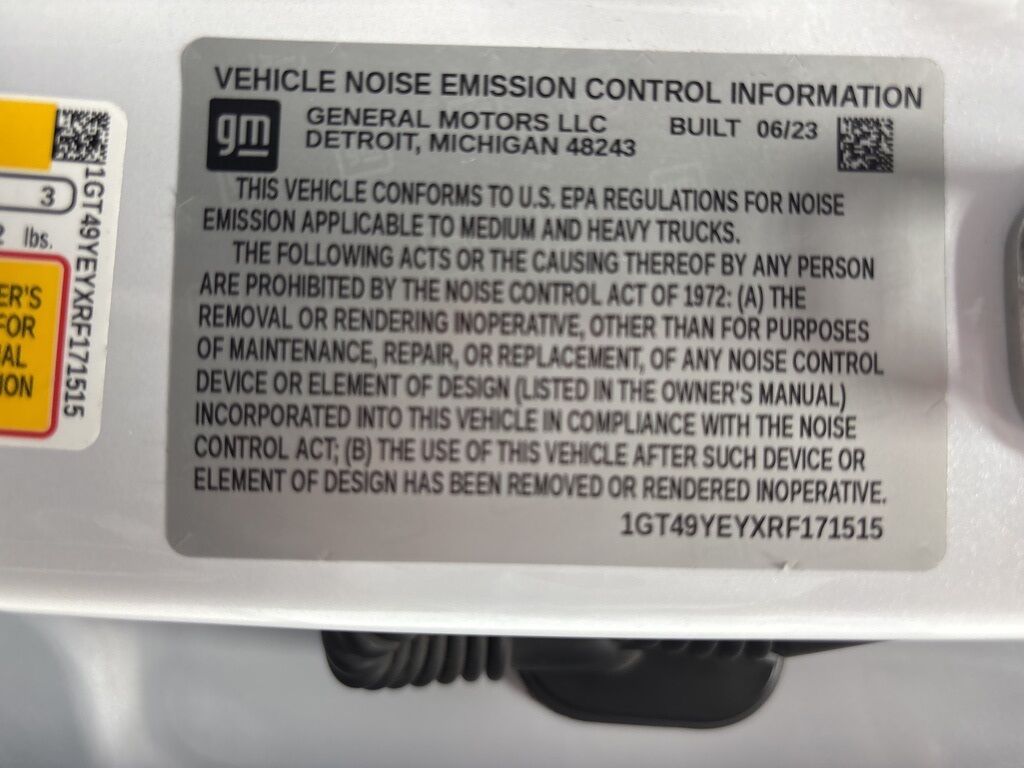 VEHICLE NOISE EMISSION CONTROL INFORMATION
gm
GENERAL MOTORS LLC BUILT 06/23
DETROIT, MICHIGAN 48243
THIS VEHICLE CONFORMS TO U.S. EPA REGULATIONS FOR NOISE
EMISSION APPLICABLE TO MEDIUM AND HEAVY TRUCKS.
THE FOLLOWING ACTS OR THE CAUSING THEREOF BY ANY PERSON
ARE PROHIBITED BY THE NOISE CONTROL ACT OF 1972: (A) THE
REMOVAL OR RENDERING INOPERATIVE, OTHER THAN FOR PURPOSES
OF MAINTENANCE, REPAIR, OR REPLACEMENT, OF ANY NOISE CONTROL
DEVICE OR ELEMENT OF DESIGN (LISTED IN THE OWNER'S MANUAL)
INCORPORATED INTO THIS VEHICLE IN COMPLIANCE WITH THE NOISE
CONTROL ACT; (B) THE USE OF THIS VEHICLE AFTER SUCH DEVICE OR
ELEMENT OF DESIGN HAS BEEN REMOVED OR RENDERED INOPERATIVE.
1GT49YEYXRF171515
3
lbs.
ER'S
FOR
AL
ION
1GT49YEYXRF171515